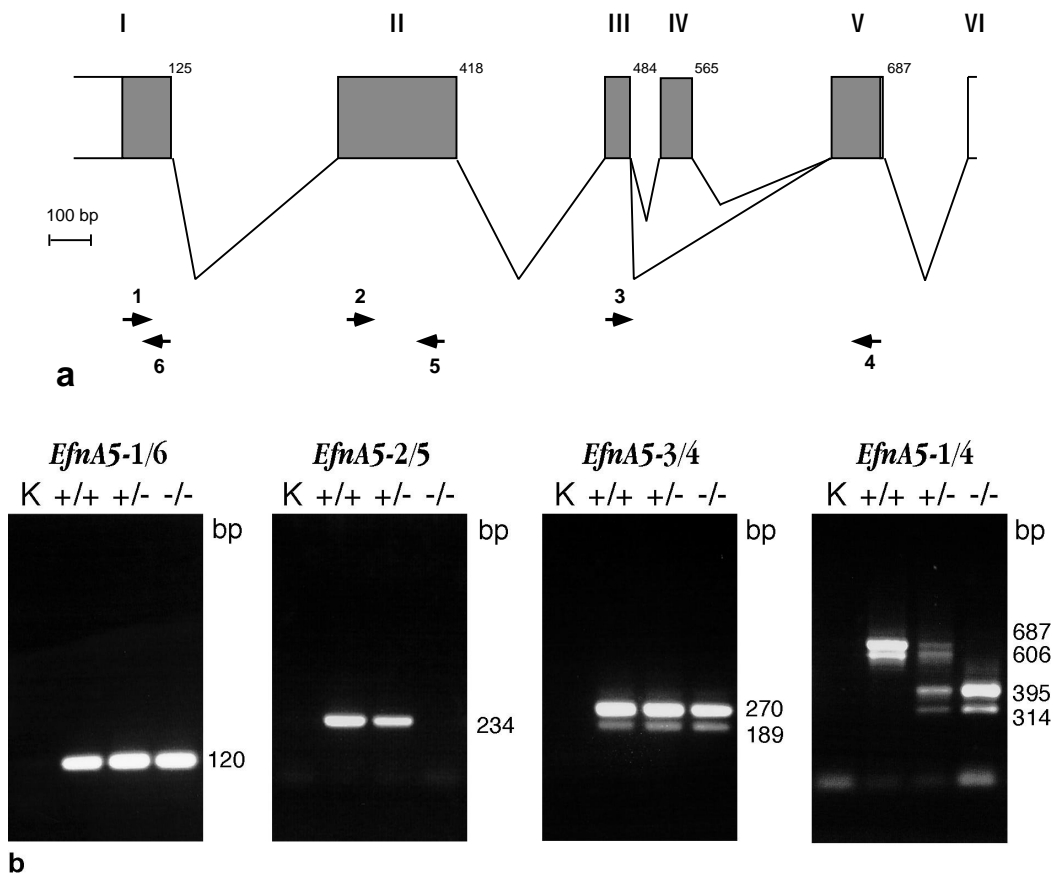 I II III IV V VI
125 418 484 565 687
100 bp
1 2 3
6 5 4
a
EfnA5-1/6 EfnA5-2/5 EfnA5-3/4 EfnA5-1/4
K +/+ +/- -/- K +/+ +/- -/- K +/+ +/- -/- K +/+ +/- -/-
bp bp bp bp
687
606
395
314
270
189
234
120
b